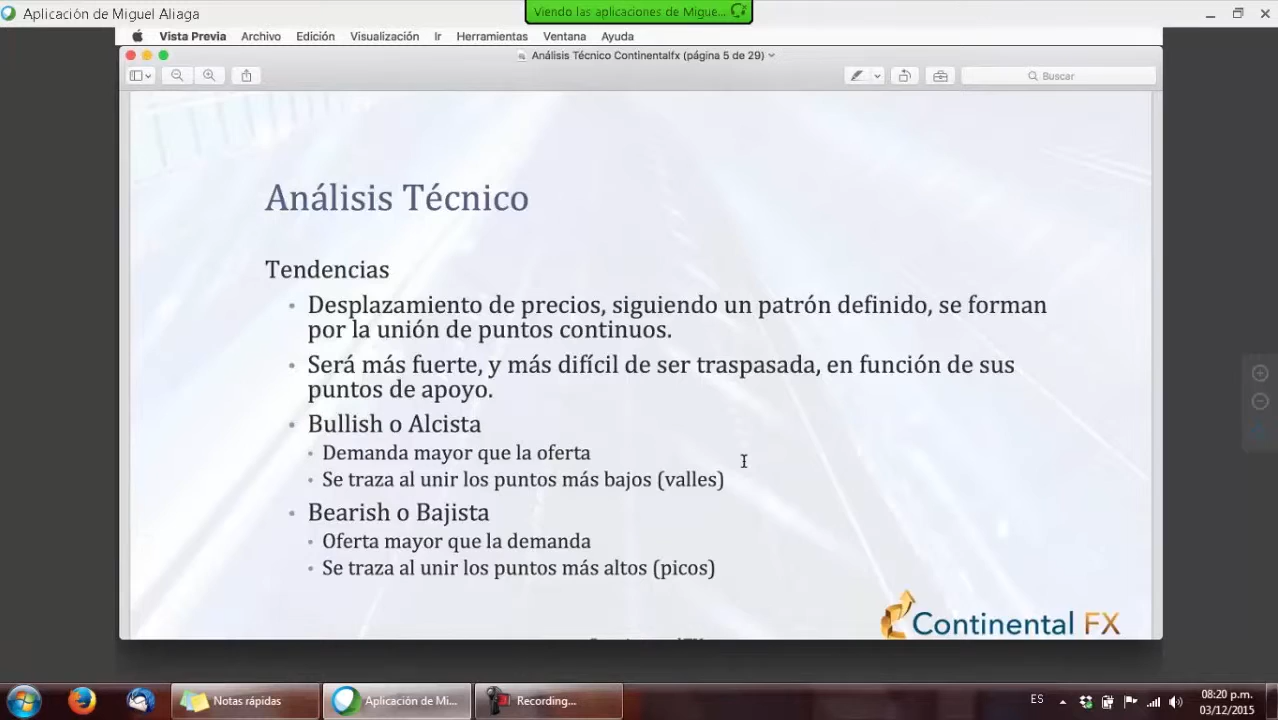 Aplicación de Miguel Aliaga
Viendo las aplicaciones de Migue...
Vista Previa Archivo Edición Visualización Ir Herramientas Ventana Ayuda
Análisis Técnico Continentalfx (página 5 de 29)
Buscar
Análisis Técnico
Tendencias
• Desplazamiento de precios, siguiendo un patrón definido, se forman
por la unión de puntos continuos.
• Será más fuerte, y más difícil de ser traspasada, en función de sus
puntos de apoyo.
• Bullish o Alcista
• Demanda mayor que la oferta
• Se traza al unir los puntos más bajos (valles)
• Bearish o Bajista
• Oferta mayor que la demanda
• Se traza al unir los puntos más altos (picos)
Continental FX
Notas rápidas
Aplicación de Mi...
Recording...
ES
08:20 p.m.
03/12/2015